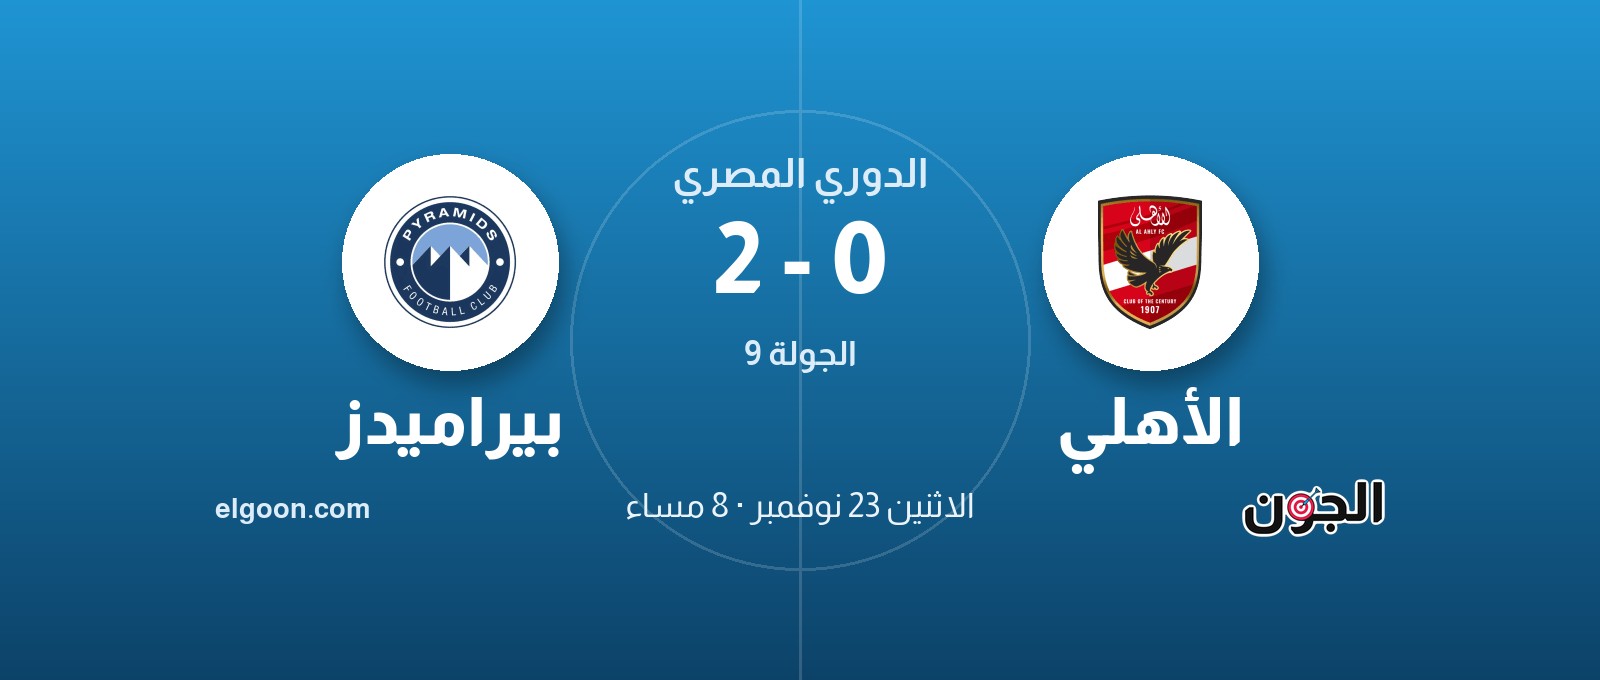 الدوري المصري
2 - 0
الجولة 9
الأهلي
بيراميدز
الاثنين 23 نوفمبر · 8 مساء
elgoon.com
الجون
PYRAMIDS
FOOTBALL CLUB
الأهلي
AL AHLY FC
CLUB OF THE CENTURY
1907